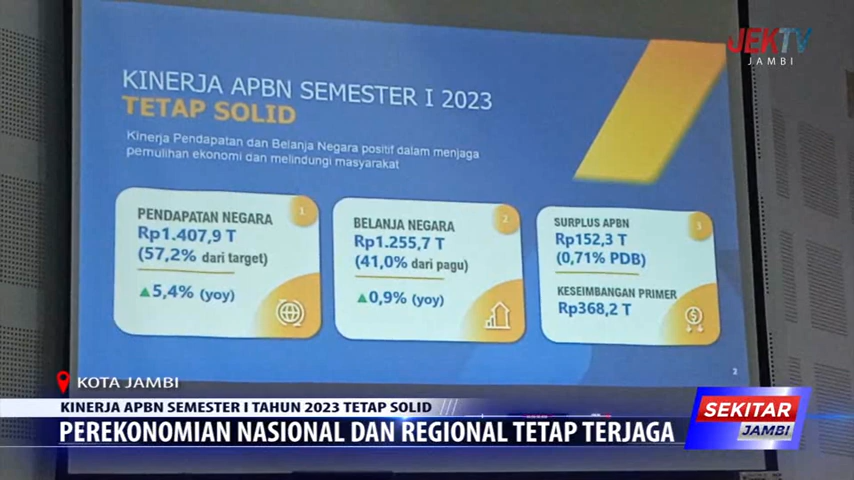 JEKTV
JAMBI
KINERJA APBN SEMESTER I 2023
TETAP SOLID
Kinerja Pendapatan dan Belanja Negara positif dalam menjaga
pemulihan ekonomi dan melindungi masyarakat
1
PENDAPATAN NEGARA
Rp1.407,9 T
(57,2% dari target)
▲5,4% (yoy)
2
BELANJA NEGARA
Rp1.255,7 T
(41,0% dari pagu)
▲0,9% (yoy)
3
SURPLUS APBN
Rp152,3 T
(0,71% PDB)
KESEIMBANGAN PRIMER
Rp368,2 T
2
KOTA JAMBI
KINERJA APBN SEMESTER I TAHUN 2023 TETAP SOLID
PEREKONOMIAN NASIONAL DAN REGIONAL TETAP TERJAGA
SEKITAR
JAMBI